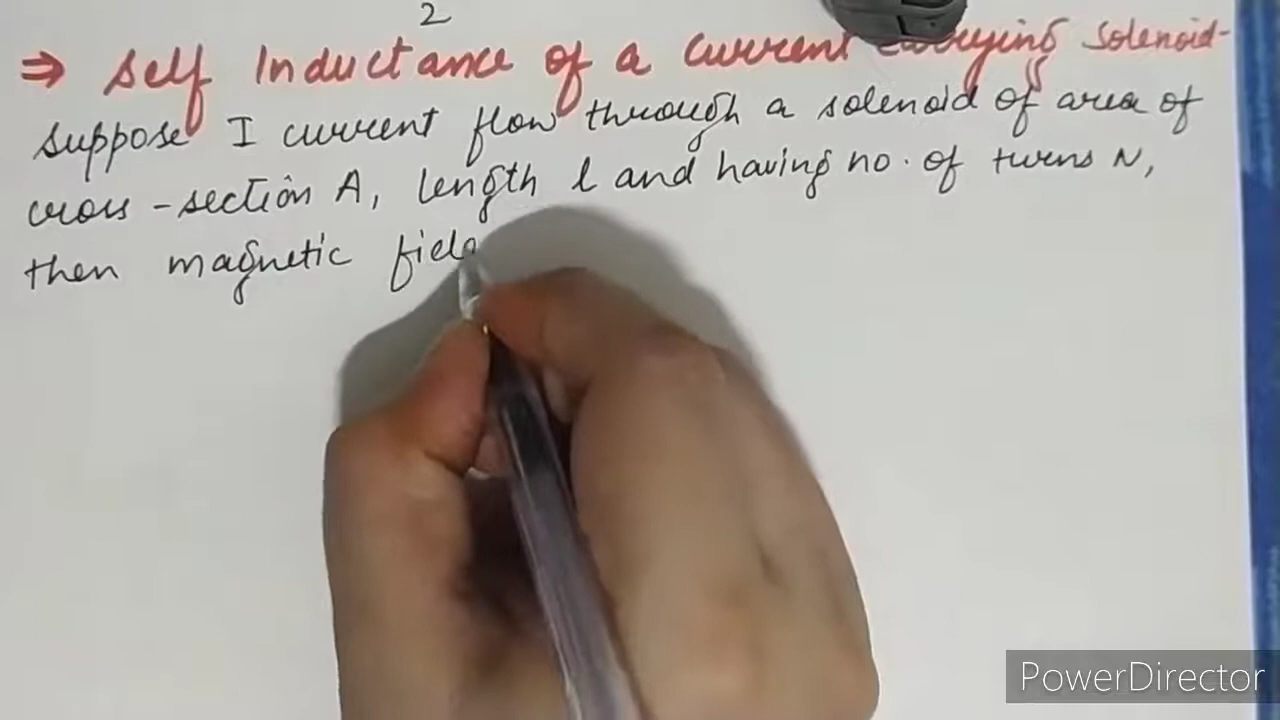 2
⇒ Self Inductance of a current carrying solenoid-
suppose I current flow through a solenoid of area of
cross-section A, length l and having no. of turns N,
then magnetic field
PowerDirector